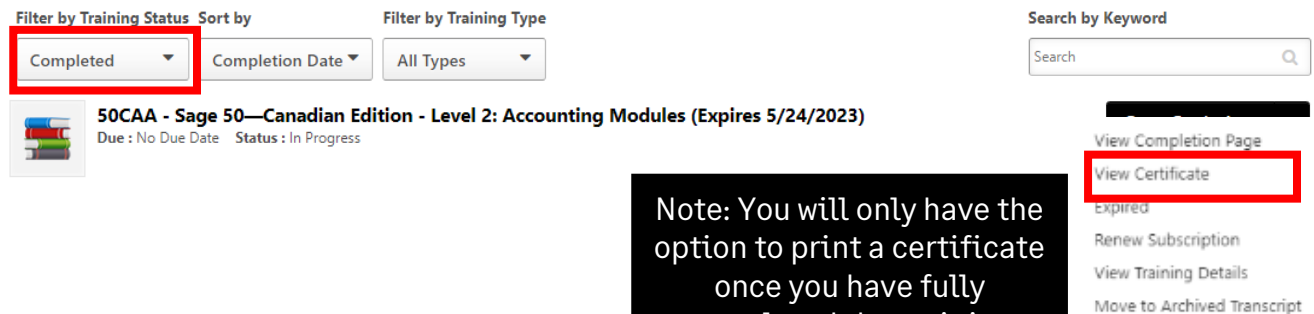 Filter by Training Status Sort by Filter by Training Type Search by Keyword
Completed Completion Date All Types Search
50CAA - Sage 50—Canadian Edition - Level 2: Accounting Modules (Expires 5/24/2023)
Due : No Due Date Status : In Progress
View Completion Page
View Certificate
Expired
Renew Subscription
View Training Details
Move to Archived Transcript
Note: You will only have the
option to print a certificate
once you have fully